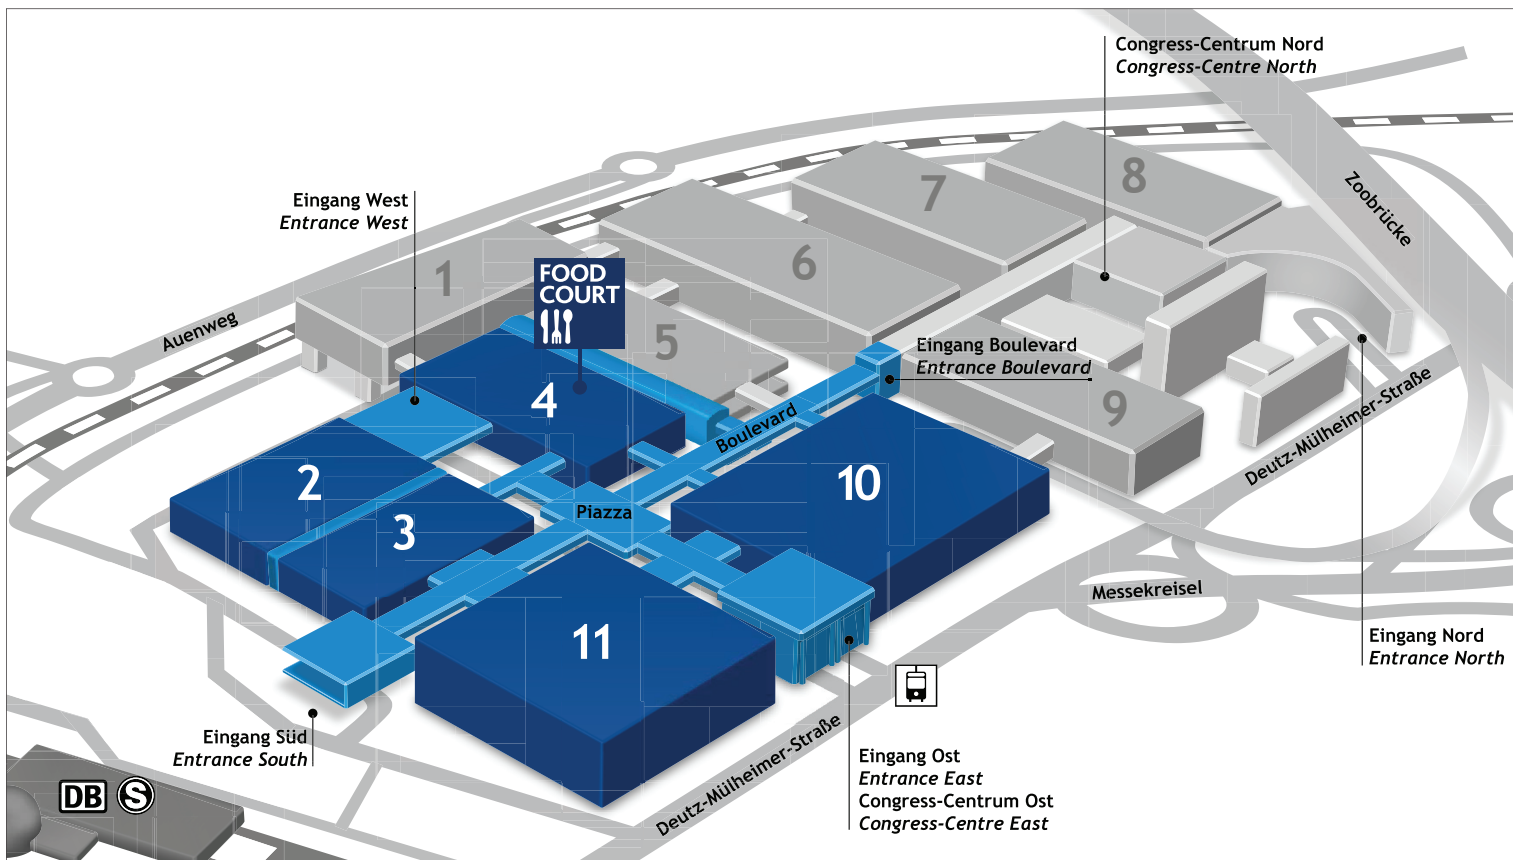 Congress-Centrum Nord
Congress-Centre North
Zoobrücke
8
7
Eingang West
Entrance West
6
1
FOOD
COURT
Auenweg
5
Eingang Boulevard
Entrance Boulevard
4
9
Boulevard
Deutz-Mülheimer-Straße
2
10
Piazza
3
Messekreisel
11
Eingang Nord
Entrance North
Eingang Süd
Entrance South
Deutz-Mülheimer-Straße
Eingang Ost
Entrance East
Congress-Centrum Ost
Congress-Centre East
DB
S